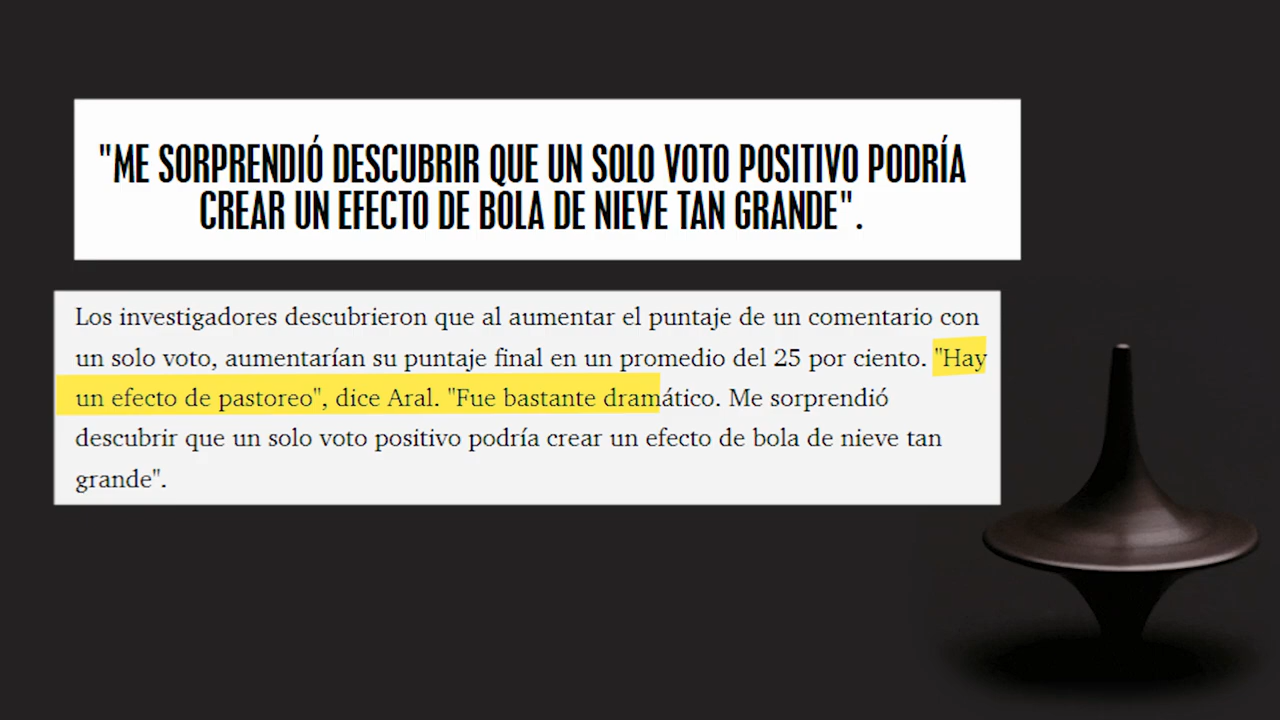 "ME SORPRENDIÓ DESCUBRIR QUE UN SOLO VOTO POSITIVO PODRÍA
CREAR UN EFECTO DE BOLA DE NIEVE TAN GRANDE".
Los investigadores descubrieron que al aumentar el puntaje de un comentario con
un solo voto, aumentarían su puntaje final en un promedio del 25 por ciento. "Hay
un efecto de pastoreo", dice Aral. "Fue bastante dramático. Me sorprendió
descubrir que un solo voto positivo podría crear un efecto de bola de nieve tan
grande".